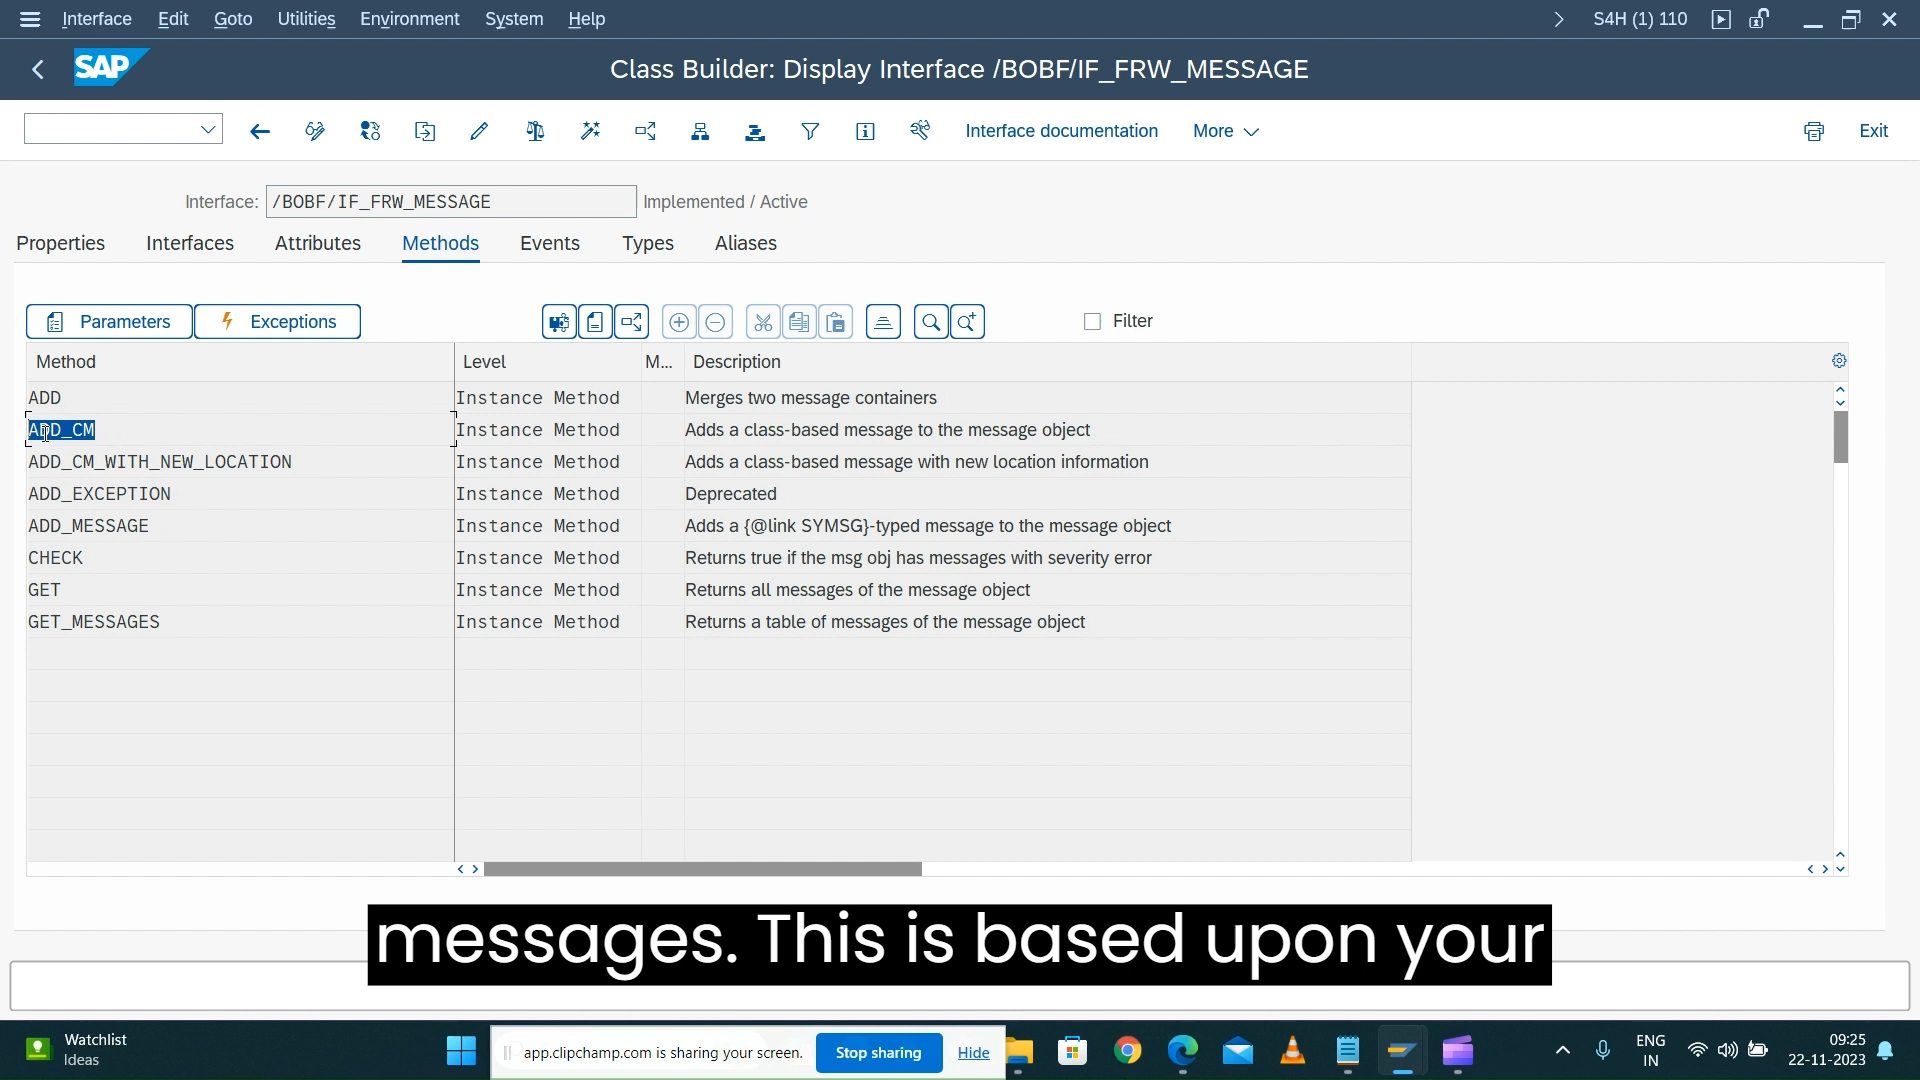 Interface Edit Goto Utilities Environment System Help S4H (1) 110
SAP Class Builder: Display Interface /BOBF/IF_FRW_MESSAGE
Interface documentation More Exit
Interface: /BOBF/IF_FRW_MESSAGE Implemented / Active
Properties Interfaces Attributes Methods Events Types Aliases
Parameters Exceptions Filter
Method Level M... Description
ADD Instance Method Merges two message containers
ADD_CM Instance Method Adds a class-based message to the message object
ADD_CM_WITH_NEW_LOCATION Instance Method Adds a class-based message with new location information
ADD_EXCEPTION Instance Method Deprecated
ADD_MESSAGE Instance Method Adds a {@link SYMSG}-typed message to the message object
CHECK Instance Method Returns true if the msg obj has messages with severity error
GET Instance Method Returns all messages of the message object
GET_MESSAGES Instance Method Returns a table of messages of the message object
messages. This is based upon your
Watchlist
Ideas
app.clipchamp.com is sharing your screen. Stop sharing Hide
ENG
IN
09:25
22-11-2023